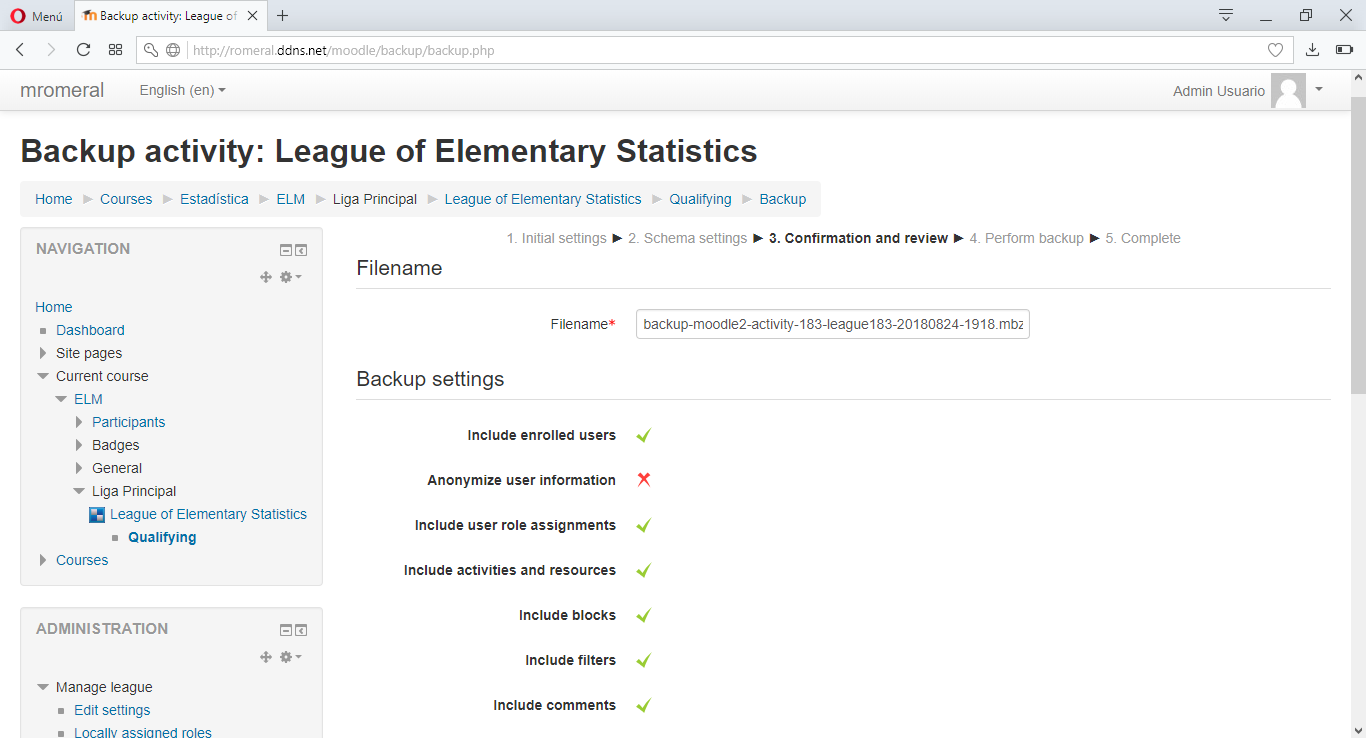 Menú
Backup activity: League of
http://romeral.ddns.net/moodle/backup/backup.php
mromeral English (en) Admin Usuario
Backup activity: League of Elementary Statistics
Home ▶ Courses ▶ Estadística ▶ ELM ▶ Liga Principal ▶ League of Elementary Statistics ▶ Qualifying ▶ Backup
NAVIGATION
Home
Dashboard
Site pages
Current course
ELM
Participants
Badges
General
Liga Principal
League of Elementary Statistics
Qualifying
Courses
ADMINISTRATION
Manage league
Edit settings
Locally assigned roles
1. Initial settings ▶ 2. Schema settings ▶ 3. Confirmation and review ▶ 4. Perform backup ▶ 5. Complete
Filename
Filename* backup-moodle2-activity-183-league183-20180824-1918.mbz
Backup settings
Include enrolled users
Anonymize user information
Include user role assignments
Include activities and resources
Include blocks
Include filters
Include comments